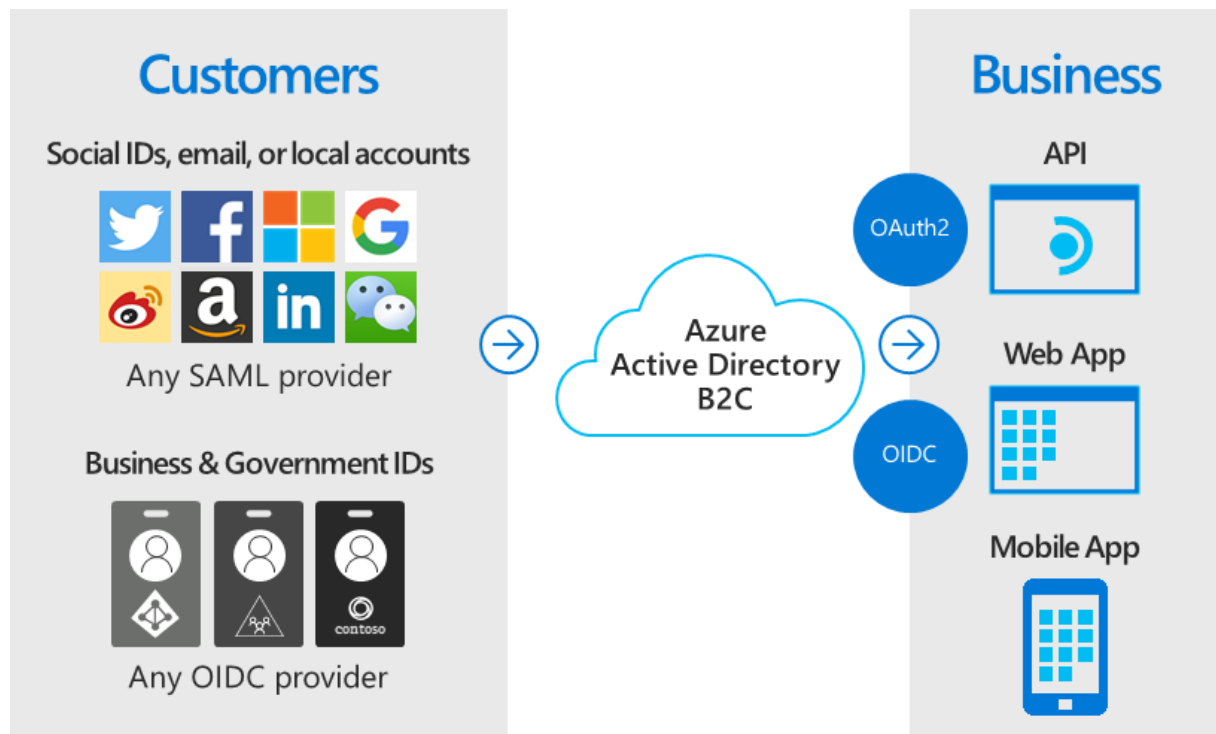 Customers
Social IDs, email, or local accounts
f
G
a
in
Any SAML provider
Business & Government IDs
contoso
Any OIDC provider
Azure
Active Directory
B2C
Business
OAuth2
API
Web App
OIDC
Mobile App